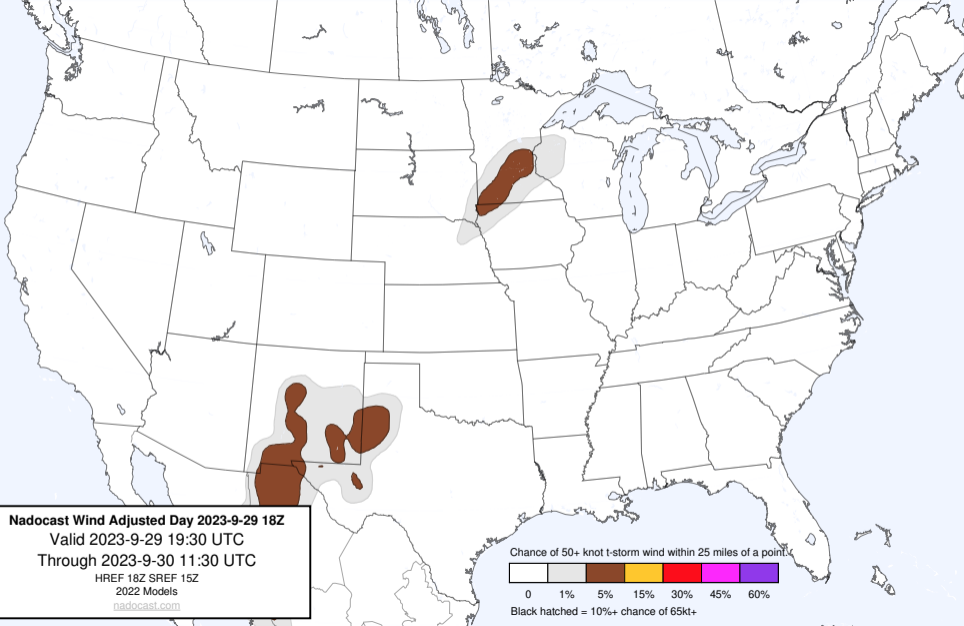 Nadocast Wind Adjusted Day 2023-9-29 18Z
Valid 2023-9-29 19:30 UTC
Through 2023-9-30 11:30 UTC
HREF 18Z SREF 15Z
2022 Models
nadocast.com
Chance of 50+ knot t-storm wind within 25 miles of a point.
0 1% 5% 15% 30% 45% 60%
Black hatched = 10%+ chance of 65kt+